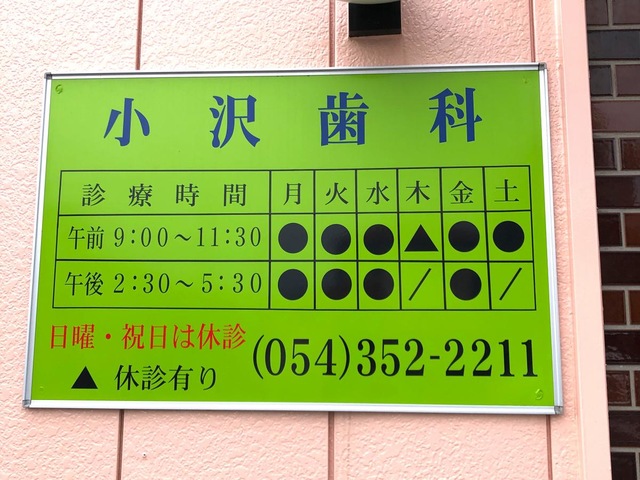 小沢歯科
診療時間 月 火 水 木 金 土
午前 9:00～11:30 ● ● ● ▲ ● ●
午後 2:30～5:30 ● ● ● ／ ● ／
日曜・祝日は休診
▲ 休診有り
(054)352-2211